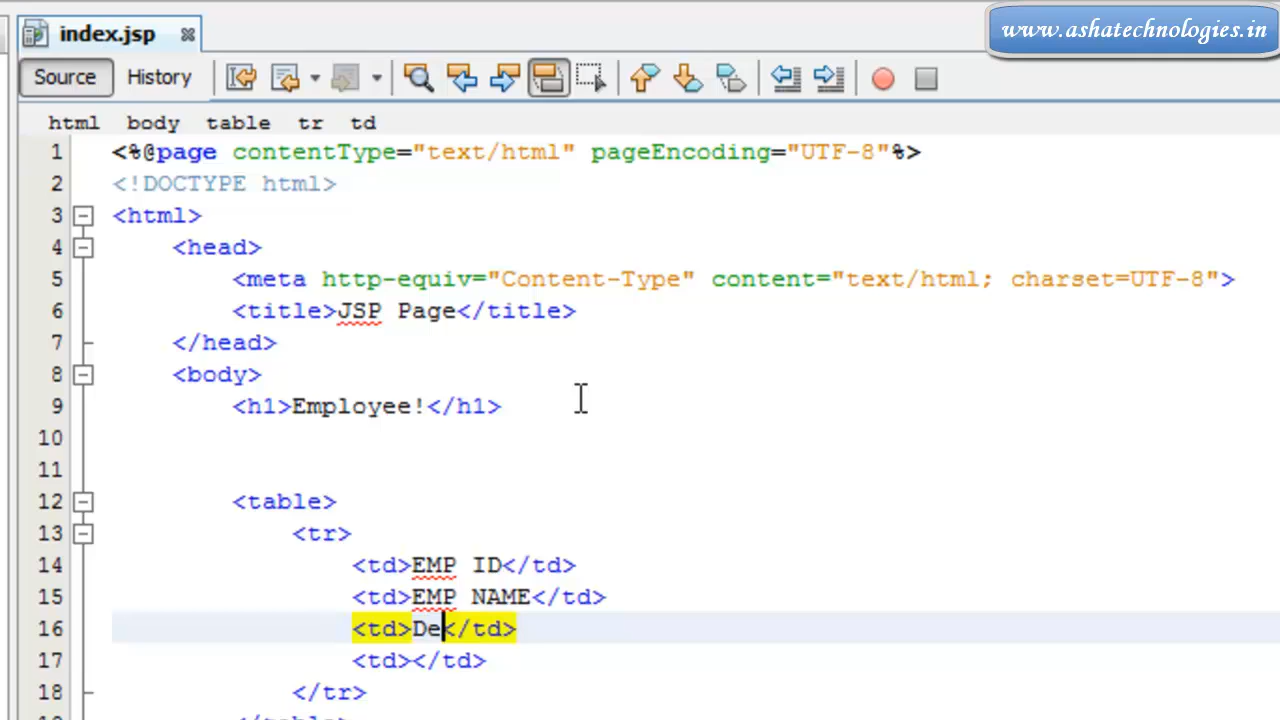 index.jsp
www.ashatechnologies.in
Source History
html body table tr td
1 <%@page contentType="text/html" pageEncoding="UTF-8"%>
2 <!DOCTYPE html>
3 <html>
4 <head>
5 <meta http-equiv="Content-Type" content="text/html; charset=UTF-8">
6 <title>JSP Page</title>
7 </head>
8 <body>
9 <h1>Employee!</h1>
10
11
12 <table>
13 <tr>
14 <td>EMP ID</td>
15 <td>EMP NAME</td>
16 <td>De</td>
17 <td></td>
18 </tr>